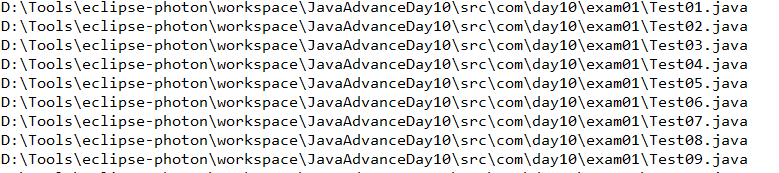 D:\Tools\eclipse-photon\workspace\JavaAdvanceDay10\src\com\day10\exam01\Test01.java
D:\Tools\eclipse-photon\workspace\JavaAdvanceDay10\src\com\day10\exam01\Test02.java
D:\Tools\eclipse-photon\workspace\JavaAdvanceDay10\src\com\day10\exam01\Test03.java
D:\Tools\eclipse-photon\workspace\JavaAdvanceDay10\src\com\day10\exam01\Test04.java
D:\Tools\eclipse-photon\workspace\JavaAdvanceDay10\src\com\day10\exam01\Test05.java
D:\Tools\eclipse-photon\workspace\JavaAdvanceDay10\src\com\day10\exam01\Test06.java
D:\Tools\eclipse-photon\workspace\JavaAdvanceDay10\src\com\day10\exam01\Test07.java
D:\Tools\eclipse-photon\workspace\JavaAdvanceDay10\src\com\day10\exam01\Test08.java
D:\Tools\eclipse-photon\workspace\JavaAdvanceDay10\src\com\day10\exam01\Test09.java